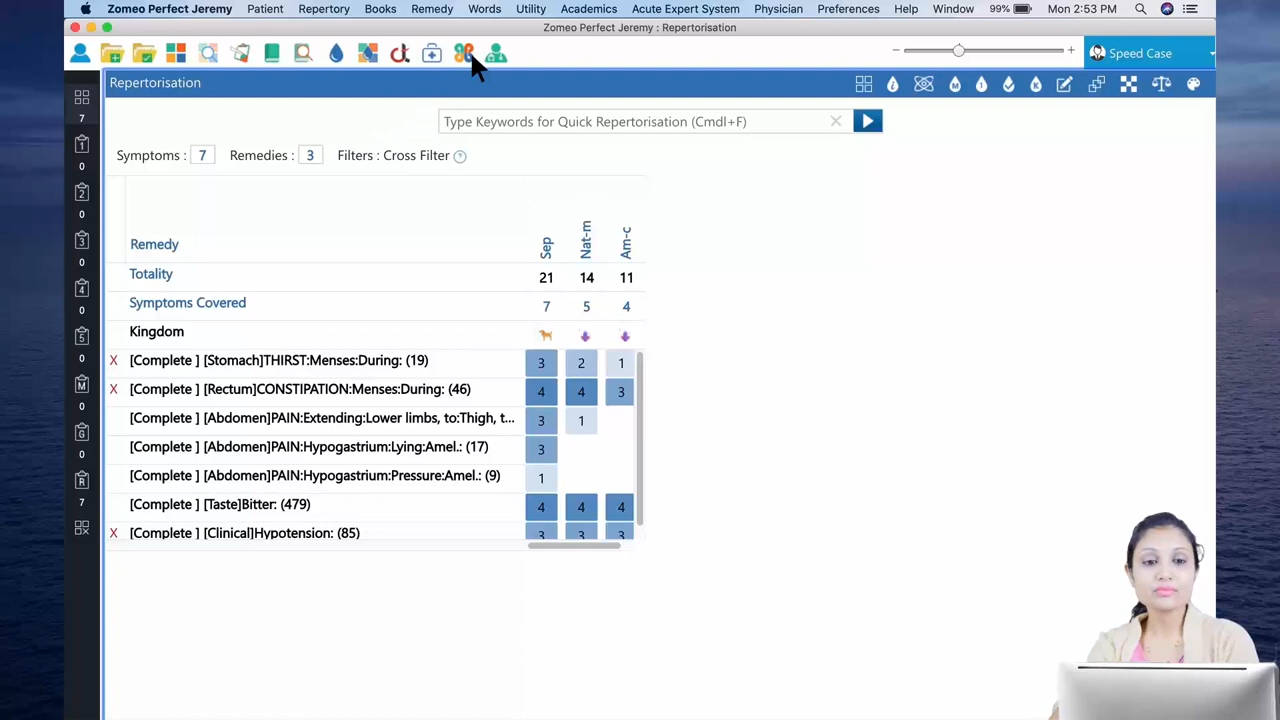 Zomeo Perfect Jeremy Patient Repertory Books Remedy Words Utility Academics Acute Expert System Physician Preferences Help Window 99% Mon 2:53 PM
Zomeo Perfect Jeremy : Repertorisation
− + Speed Case
Repertorisation
Type Keywords for Quick Repertorisation (Cmdl+F)
Symptoms : 7 Remedies : 3 Filters : Cross Filter ?
Remedy Sep Nat-m Am-c
Totality 21 14 11
Symptoms Covered 7 5 4
Kingdom
X [Complete ] [Stomach]THIRST:Menses:During: (19) 3 2 1
X [Complete ] [Rectum]CONSTIPATION:Menses:During: (46) 4 4 3
[Complete ] [Abdomen]PAIN:Extending:Lower limbs, to:Thigh, t... 3 1
[Complete ] [Abdomen]PAIN:Hypogastrium:Lying:Amel.: (17) 3
[Complete ] [Abdomen]PAIN:Hypogastrium:Pressure:Amel.: (9) 1
[Complete ] [Taste]Bitter: (479) 4 4 4
X [Complete ] [Clinical]Hypotension: (85) 3 3 3
7
1
0
2
0
3
0
4
0
5
0
M
0
G
0
R
7